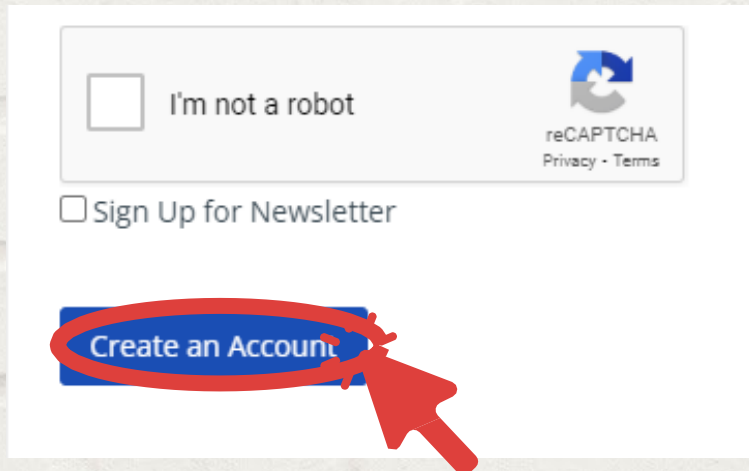 I'm not a robot
reCAPTCHA
Privacy - Terms
Sign Up for Newsletter
Create an Account